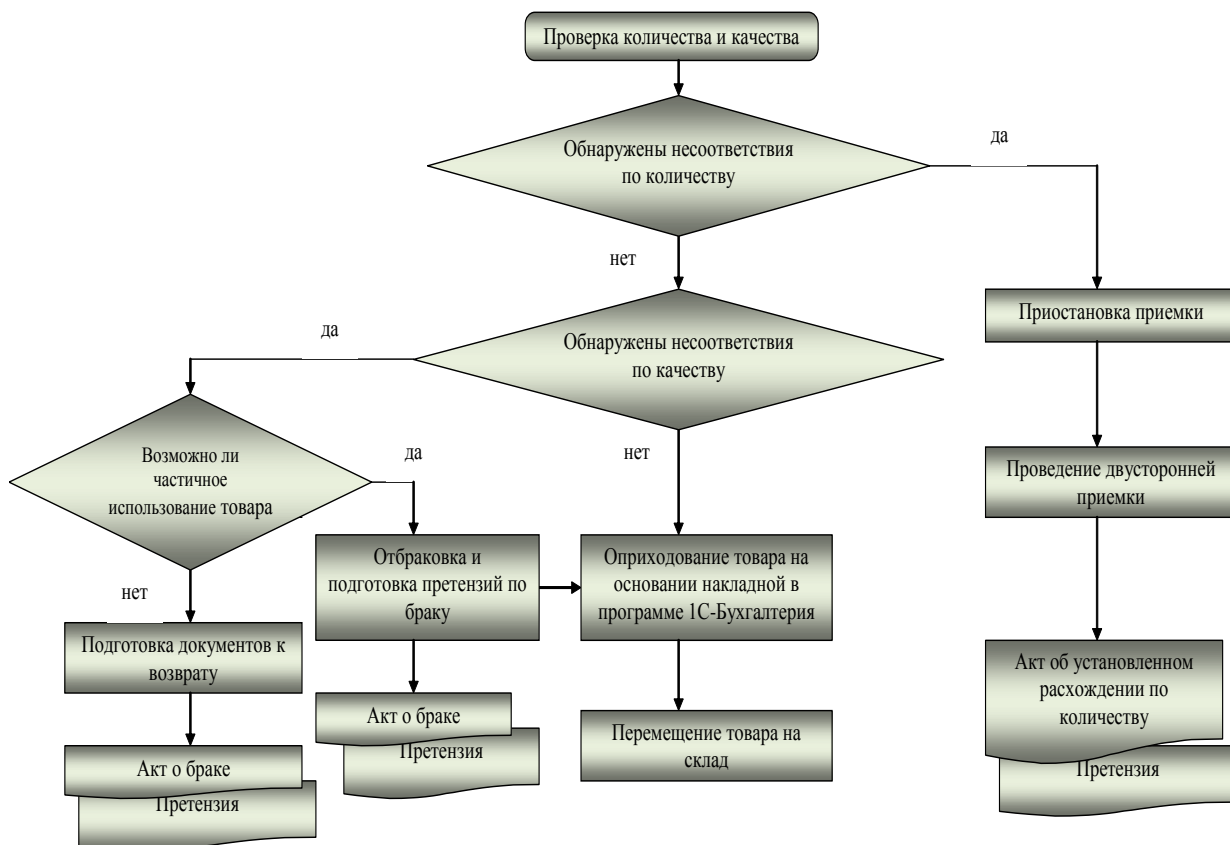 Проверка количества и качества
Обнаружены несоответствия
по количеству
да
нет
Приостановка приемки
Обнаружены несоответствия
по качеству
да
нет
Проведение двусторонней
приемки
Возможно ли
частичное
использование товара
да
нет
Отбраковка и
подготовка претензий по
браку
Оприходование товара на
основании накладной в
программе 1С-Бухгалтерия
Подготовка документов к
возврату
Акт об установленном
расхождении по
количеству
Претензия
Акт о браке
Претензия
Перемещение товара на
склад
Акт о браке
Претензия